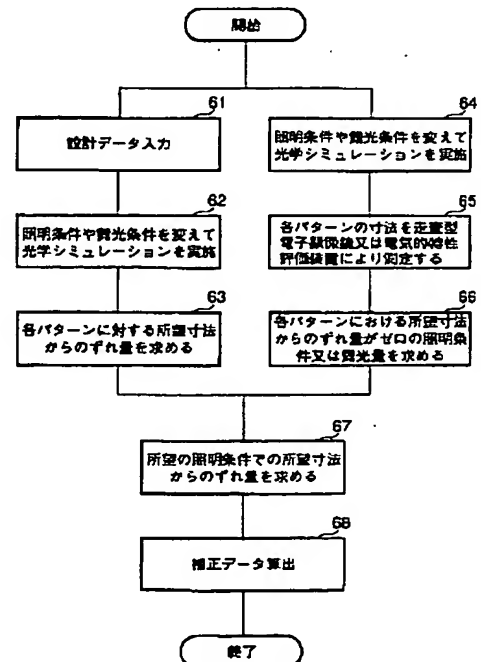 開始
61
設計データ入力
62
照明条件や露光条件を変えて
光学シミュレーションを実施
63
各パターンに対する所望寸法
からのずれ量を求める
64
照明条件や露光条件を変えて
光学シミュレーションを実施
65
各パターンの寸法を走査型
電子顕微鏡又は電気的特性
評価装置により測定する
66
各パターンにおける所望寸法
からのずれ量がゼロの照明条
件又は露光量を求める
67
所望の照明条件での所望寸法
からのずれ量を求める
68
補正データ算出
終了